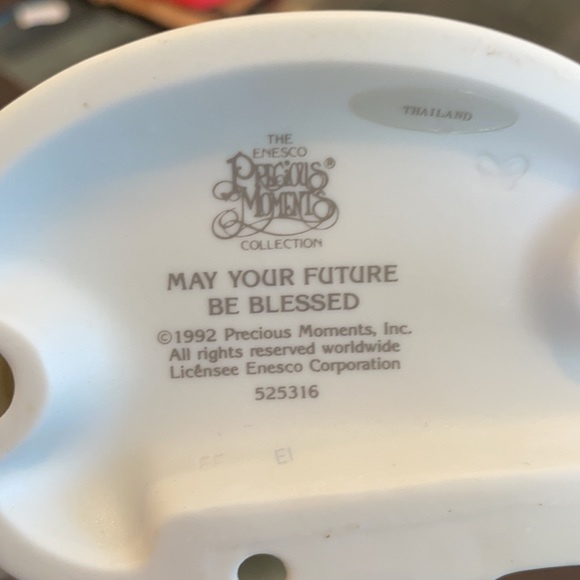 THAILAND
THE
ENESCO
PRECIOUS®
MOMENTS
COLLECTION
MAY YOUR FUTURE
BE BLESSED
©1992 Precious Moments, Inc.
All rights reserved worldwide
Licensee Enesco Corporation
525316